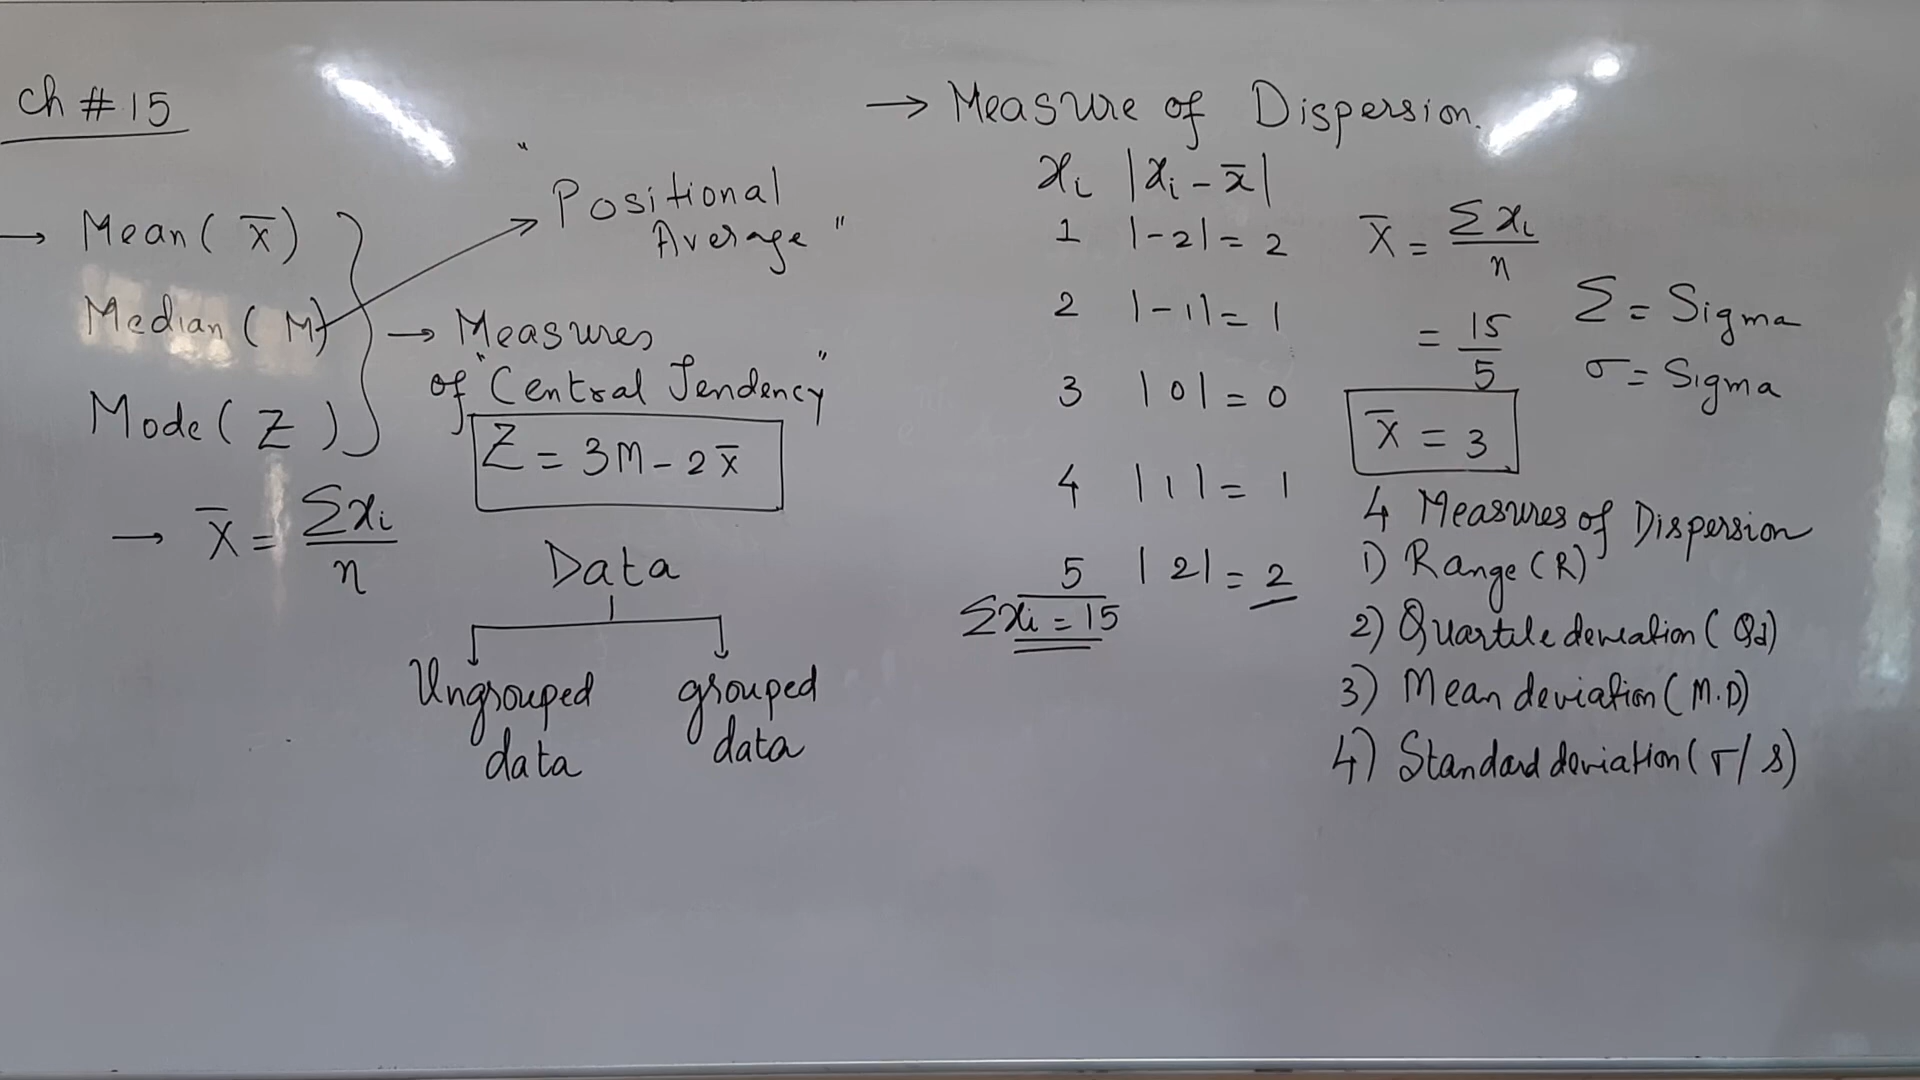 Ch # 15
→ Mean ( x̄ )
Median ( M )
Mode ( Z )
" Positional
Average "
→ Measures
of "Central Tendency"
Z = 3M - 2x̄
→ x̄ = Σxi / n
Data
Ungrouped data
grouped data
→ Measure of Dispersion.
xi |xi - x̄|
1 |-2| = 2
2 |-1| = 1
3 |0| = 0
4 |1| = 1
5 |2| = 2
Σxi = 15
x̄ = Σxi / n
= 15 / 5
x̄ = 3
Σ = Sigma
σ = Sigma
4 Measures of Dispersion
1) Range (R)
2) Quartile deveation ( Qd)
3) Mean deviation ( M.D)
4) Standard deviation ( σ / s)